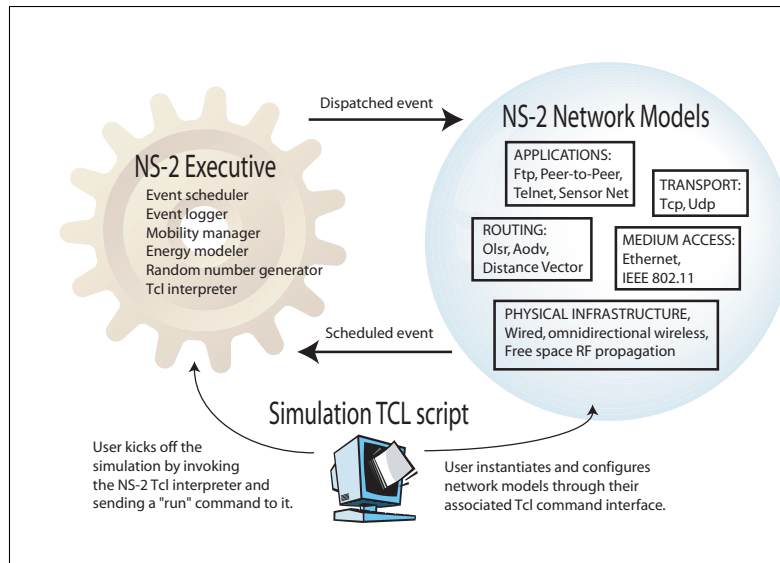 Dispatched event
NS-2 Executive
Event scheduler
Event logger
Mobility manager
Energy modeler
Random number generator
Tcl interpreter
NS-2 Network Models
APPLICATIONS:
Ftp, Peer-to-Peer,
Telnet, Sensor Net
TRANSPORT:
Tcp, Udp
ROUTING:
Olsr, Aodv,
Distance Vector
MEDIUM ACCESS:
Ethernet,
IEEE 802.11
PHYSICAL INFRASTRUCTURE,
Wired, omnidirectional wireless,
Free space RF propagation
Scheduled event
Simulation TCL script
User kicks off the
simulation by invoking
the NS-2 Tcl interpreter and
sending a "run" command to it.
User instantiates and configures
network models through their
associated Tcl command interface.